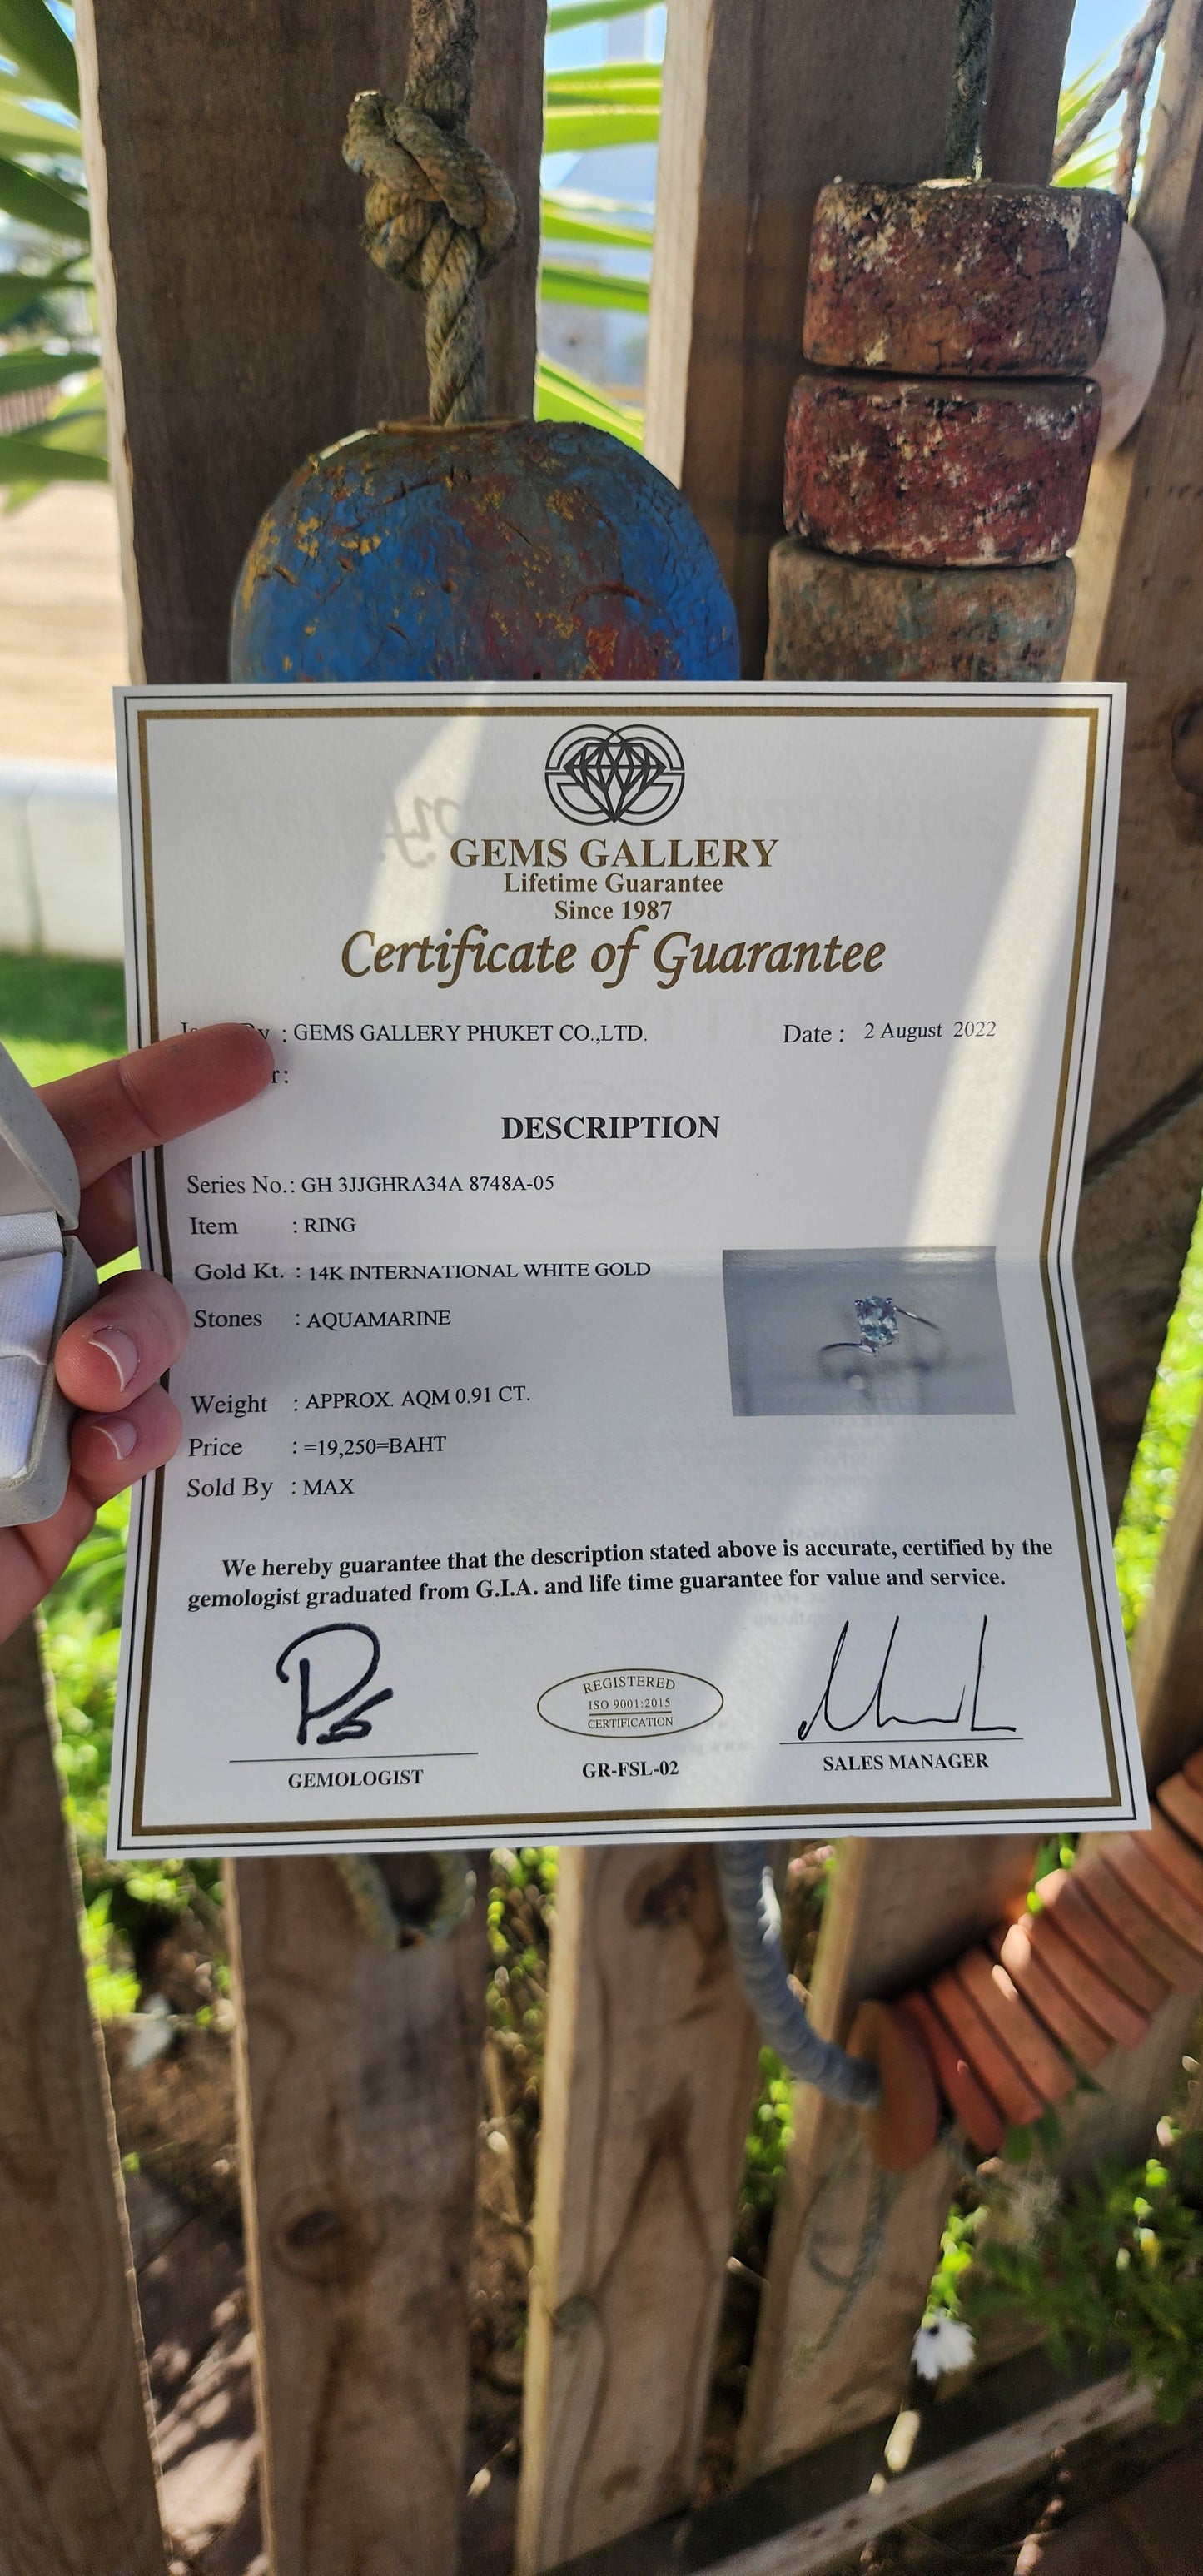 GEMS GALLERY
Lifetime Guarantee
Since 1987
Certificate of Guarantee
By : GEMS GALLERY PHUKET CO.,LTD. Date : 2 August 2022
r:
DESCRIPTION
Series No.: GH 3JJGHRA34A 8748A-05
Item : RING
Gold Kt. : 14K INTERNATIONAL WHITE GOLD
Stones : AQUAMARINE
Weight : APPROX. AQM 0.91 CT.
Price : =19,250=BAHT
Sold By : MAX
We hereby guarantee that the description stated above is accurate, certified by the
gemologist graduated from G.I.A. and life time guarantee for value and service.
REGISTERED
ISO 9001:2015
CERTIFICATION
GEMOLOGIST GR-FSL-02 SALES MANAGER